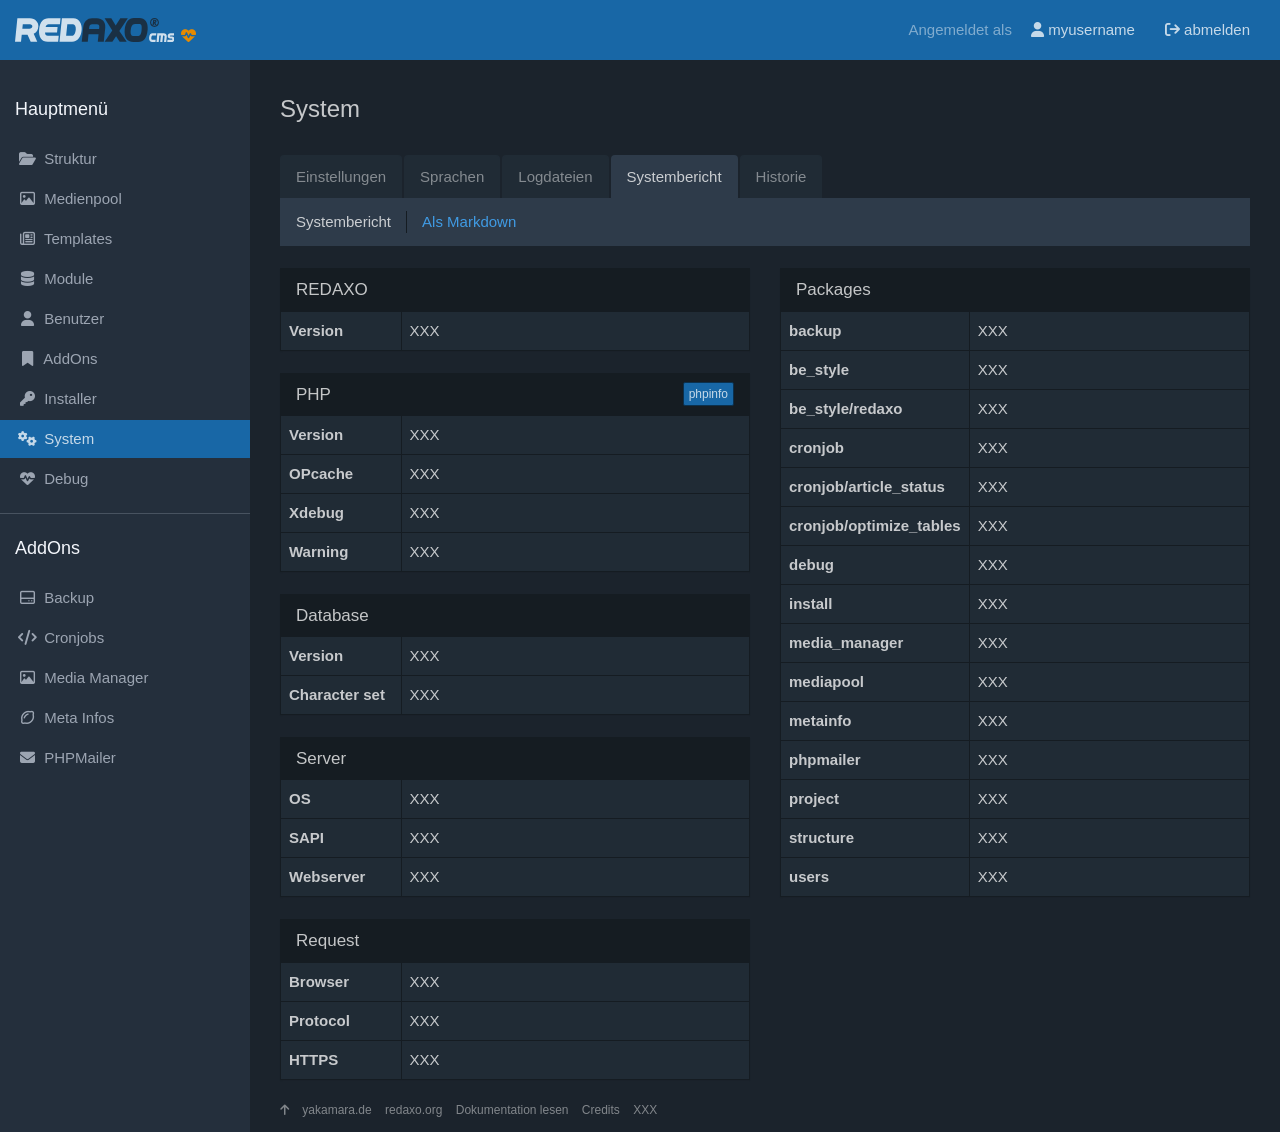 REDAXO® cms
Angemeldet als myusername abmelden
Hauptmenü
Struktur
Medienpool
Templates
Module
Benutzer
AddOns
Installer
System
Debug
AddOns
Backup
Cronjobs
Media Manager
Meta Infos
PHPMailer
System
Einstellungen Sprachen Logdateien Systembericht Historie
Systembericht Als Markdown
REDAXO
Version XXX
PHP phpinfo
Version XXX
OPcache XXX
Xdebug XXX
Warning XXX
Database
Version XXX
Character set XXX
Server
OS XXX
SAPI XXX
Webserver XXX
Request
Browser XXX
Protocol XXX
HTTPS XXX
Packages
backup XXX
be_style XXX
be_style/redaxo XXX
cronjob XXX
cronjob/article_status XXX
cronjob/optimize_tables XXX
debug XXX
install XXX
media_manager XXX
mediapool XXX
metainfo XXX
phpmailer XXX
project XXX
structure XXX
users XXX
yakamara.de redaxo.org Dokumentation lesen Credits XXX